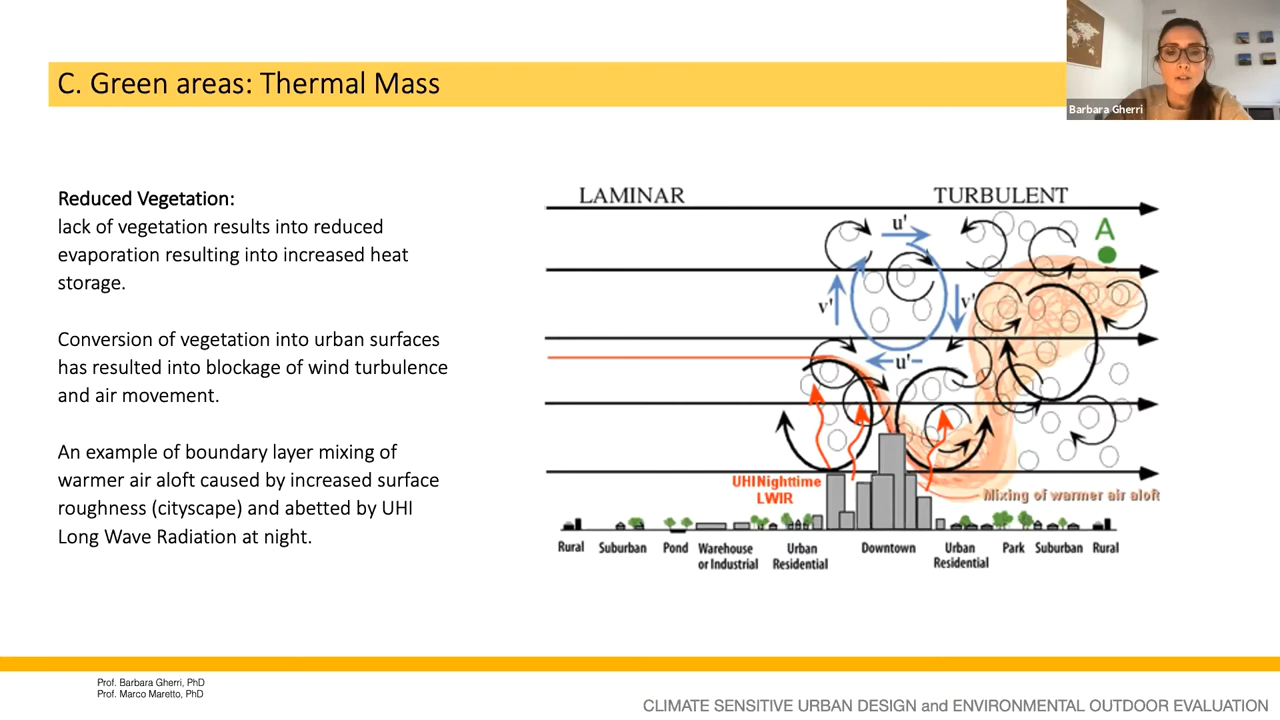 C. Green areas: Thermal Mass
Barbara Gherri
Reduced Vegetation:
lack of vegetation results into reduced
evaporation resulting into increased heat
storage.
Conversion of vegetation into urban surfaces
has resulted into blockage of wind turbulence
and air movement.
An example of boundary layer mixing of
warmer air aloft caused by increased surface
roughness (cityscape) and abetted by UHI
Long Wave Radiation at night.
LAMINAR
TURBULENT
u'
A
v'
v'
u'
UHI Nighttime
LWIR
Mixing of warmer air aloft
Rural
Suburban
Pond
Warehouse
or Industrial
Urban
Residential
Downtown
Urban
Residential
Park
Suburban
Rural
Prof. Barbara Gherri, PhD
Prof. Marco Maretto, PhD
CLIMATE SENSITIVE URBAN DESIGN and ENVIRONMENTAL OUTDOOR EVALUATION